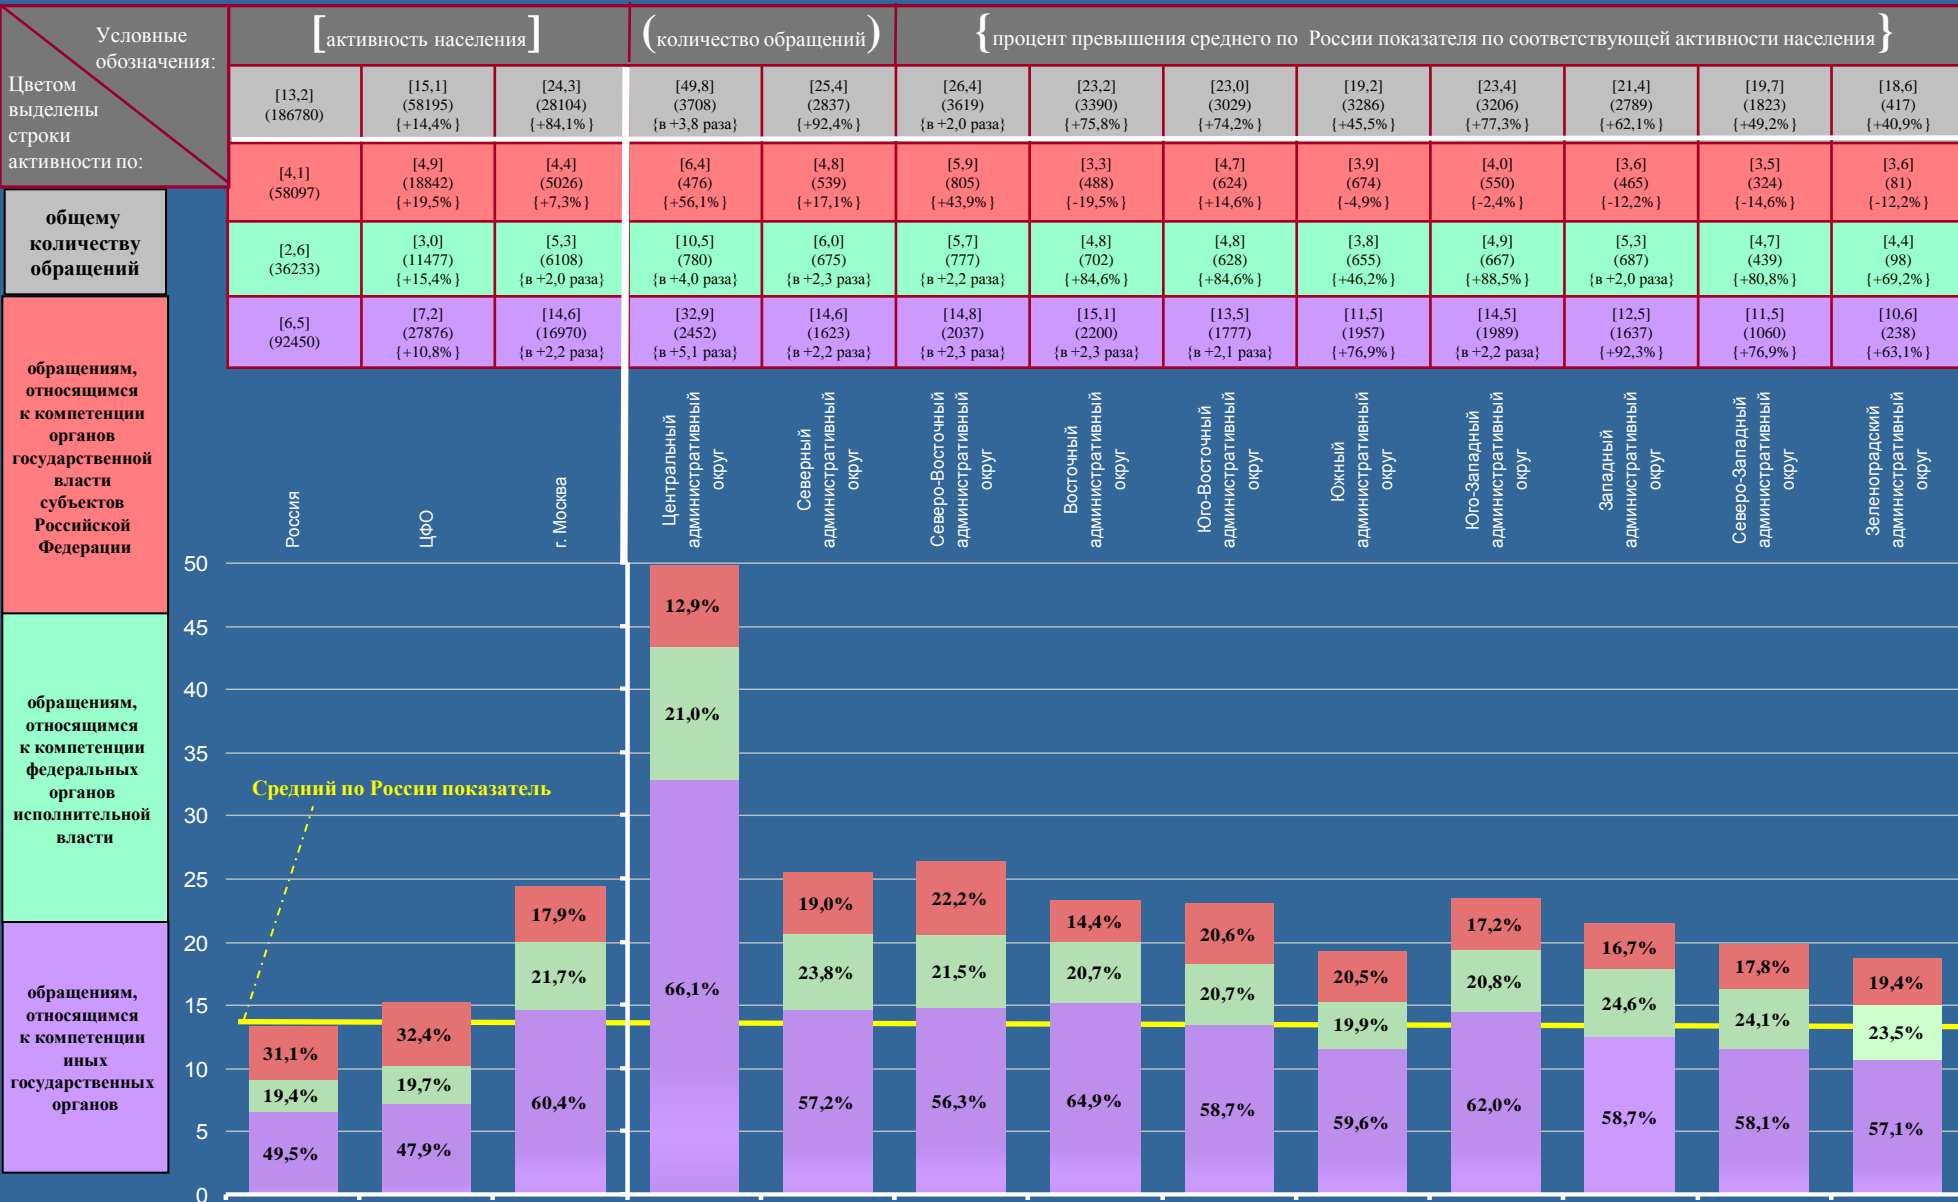 Условные
обозначения:
Цветом
выделены
строки
активности по:
[активность населения]
(количество обращений)
{процент превышения среднего по России показателя по соответствующей активности населения}
[13,2]
(186780)
[15,1]
(58195)
{+14,4%}
[24,3]
(28104)
{+84,1%}
[49,8]
(3708)
{в +3,8 раза}
[25,4]
(2837)
{+92,4%}
[26,4]
(3619)
{в +2,0 раза}
[23,2]
(3390)
{+75,8%}
[23,0]
(3029)
{+74,2%}
[19,2]
(3286)
{+45,5%}
[23,4]
(3206)
{+77,3%}
[21,4]
(2789)
{+62,1%}
[19,7]
(1823)
{+49,2%}
[18,6]
(417)
{+40,9%}
[4,1]
(58097)
[4,9]
(18842)
{+19,5%}
[4,4]
(5026)
{+7,3%}
[6,4]
(476)
{+56,1%}
[4,8]
(539)
{+17,1%}
[5,9]
(805)
{+43,9%}
[3,3]
(488)
{-19,5%}
[4,7]
(624)
{+14,6%}
[3,9]
(674)
{-4,9%}
[4,0]
(550)
{-2,4%}
[3,6]
(465)
{-12,2%}
[3,5]
(324)
{-14,6%}
[3,6]
(81)
{-12,2%}
[2,6]
(36233)
[3,0]
(11477)
{+15,4%}
[5,3]
(6108)
{в +2,0 раза}
[10,5]
(780)
{в +4,0 раза}
[6,0]
(675)
{в +2,3 раза}
[5,7]
(777)
{в +2,2 раза}
[4,8]
(702)
{+84,6%}
[4,8]
(628)
{+84,6%}
[3,8]
(655)
{+46,2%}
[4,9]
(667)
{+88,5%}
[5,3]
(687)
{в +2,0 раза}
[4,7]
(439)
{+80,8%}
[4,4]
(98)
{+69,2%}
[6,5]
(92450)
[7,2]
(27876)
{+10,8%}
[14,6]
(16970)
{в +2,2 раза}
[32,9]
(2452)
{в +5,1 раза}
[14,6]
(1623)
{в +2,2 раза}
[14,8]
(2037)
{в +2,3 раза}
[15,1]
(2200)
{в +2,3 раза}
[13,5]
(1777)
{в +2,1 раза}
[11,5]
(1957)
{+76,9%}
[14,5]
(1989)
{в +2,2 раза}
[12,5]
(1637)
{+92,3%}
[11,5]
(1060)
{+76,9%}
[10,6]
(238)
{+63,1%}
общему
количеству
обращений
обращениям,
относящимся
к компетенции
органов
государственной
власти
субъектов
Российской
Федерации
обращениям,
относящимся
к компетенции
федеральных
органов
исполнительной
власти
обращениям,
относящимся
к компетенции
иных
государственных
органов
Россия
ЦФО
г. Москва
Центральный
административный
округ
Северный
административный
округ
Северо-Восточный
административный
округ
Восточный
административный
округ
Юго-Восточный
административный
округ
Южный
административный
округ
Юго-Западный
административный
округ
Западный
административный
округ
Северо-Западный
административный
округ
Зеленоградский
административный
округ
50
45
40
35
30
25
20
15
10
5
0
Средний по России показатель
31,1%
19,4%
49,5%
32,4%
19,7%
47,9%
17,9%
21,7%
60,4%
12,9%
21,0%
66,1%
19,0%
23,8%
57,2%
22,2%
21,5%
56,3%
14,4%
20,7%
64,9%
20,6%
20,7%
58,7%
20,5%
19,9%
59,6%
17,2%
20,8%
62,0%
16,7%
24,6%
58,7%
17,8%
24,1%
58,1%
19,4%
23,5%
57,1%